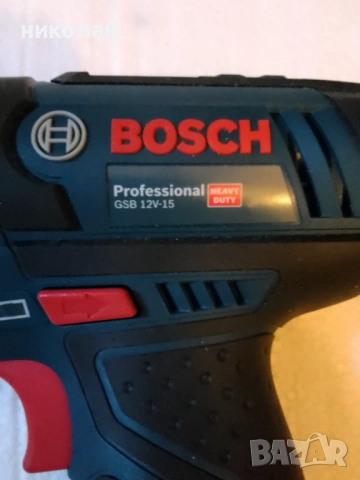 николай
BOSCH
Professional HEAVY DUTY
GSB 12V-15
BAZAR